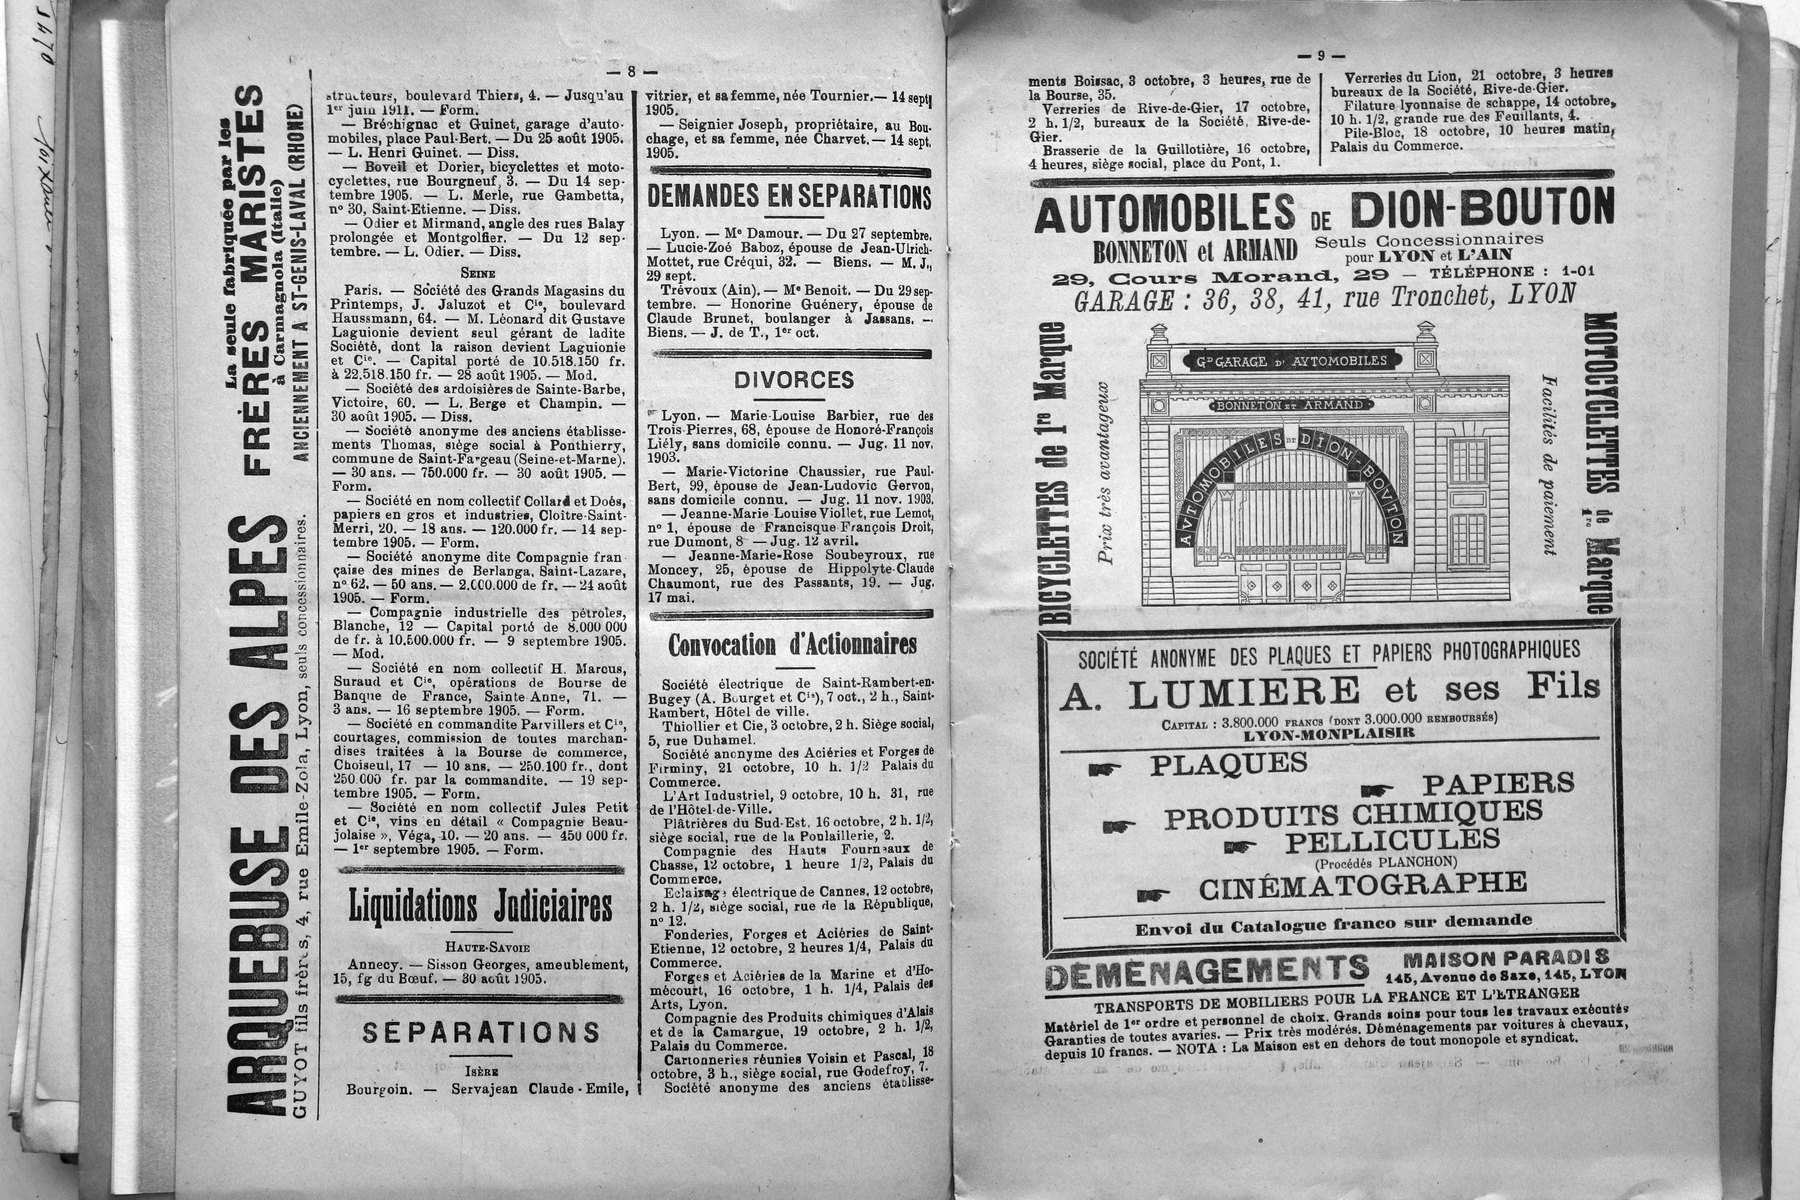 La seule fabriquée par les
FRÈRES MARISTES
à Carmagnola (Italie)
ANCIENNEMENT A ST-GENIS-LAVAL (RHONE)
ARQUEBUSE DES ALPES
GUYOT fils frères, 4, rue Emile-Zola, Lyon, seuls concessionnaires.
— 8 —
structeurs, boulevard Thiers, 4. — Jusqu'au
1er juin 1911. — Form.
— Bréchignac et Guinet, garage d'auto-
mobiles, place Paul-Bert. — Du 25 août 1905.
— L. Henri Guinet. — Diss.
— Boveil et Dorier, bicyclettes et moto-
cyclettes, rue Bourgneuf, 3. — Du 14 sep-
tembre 1905. — L. Merle, rue Gambetta,
n° 30, Saint-Etienne. — Diss.
— Odier et Mirmand, angle des rues Balay
prolongée et Montgolfier. — Du 12 sep-
tembre. — L. Odier. — Diss.
SEINE
Paris. — Société des Grands Magasins du
Printemps, J. Jaluzot et Cie, boulevard
Haussmann, 64. — M. Léonard dit Gustave
Laguionie devient seul gérant de ladite
Société, dont la raison devient Laguionie
et Cie. — Capital porté de 10.518.150 fr.
à 22.518.150 fr. — 28 août 1905. — Mod.
— Société des ardoisières de Sainte-Barbe,
Victoire, 60. — L. Berge et Champin. —
30 août 1905. — Diss.
— Société anonyme des anciens établisse-
ments Thomas, siège social à Ponthierry,
commune de Saint-Fargeau (Seine-et-Marne).
— 30 ans. — 750.000 fr. — 30 août 1905. —
Form.
— Société en nom collectif Collard et Doés,
papiers en gros et industries, Cloître-Saint-
Merri, 20. — 18 ans. — 120.000 fr. — 14 sep-
tembre 1905. — Form.
— Société anonyme dite Compagnie fran-
çaise des mines de Berlanga, Saint-Lazare,
n° 62. — 50 ans. — 2.000.000 de fr. — 24 août
1905. — Form.
— Compagnie industrielle des pétroles,
Blanche, 12 — Capital porté de 8.000 000
de fr. à 10.500.000 fr. — 9 septembre 1905.
— Mod.
— Société en nom collectif H. Marcus,
Suraud et Cie, opérations de Bourse de
Banque de France, Sainte Anne, 71. —
3 ans. — 16 septembre 1905. — Form.
— Société en commandite Parvillers et Cie,
courtages, commission de toutes marchan-
dises traitées à la Bourse de commerce,
Choiseul, 17 — 10 ans. — 250.100 fr., dont
250.000 fr. par la commandite. — 19 sep-
tembre 1905. — Form.
— Société en nom collectif Jules Petit
et Cie, vins en détail « Compagnie Beau-
jolaise », Véga, 10. — 20 ans. — 450 000 fr.
— 1er septembre 1905. — Form.
Liquidations Judiciaires
HAUTE-SAVOIE
Annecy. — Sisson Georges, ameublement,
15, fg du Bœuf. — 30 août 1905.
SÉPARATIONS
ISÈRE
Bourgoin. — Servajean Claude-Emile,
vitrier, et sa femme, née Tournier. — 14 sept
1905.
— Seignier Joseph, propriétaire, au Bou-
chage, et sa femme, née Charvet. — 14 sept.
1905.
DEMANDES EN SEPARATIONS
Lyon. — Me Damour. — Du 27 septembre.
— Lucie-Zoé Baboz, épouse de Jean-Ulrich-
Mottet, rue Créqui, 32. — Biens. — M. J.,
29 sept.
Trévoux (Ain). — Me Benoit. — Du 29 sep-
tembre. — Honorine Guénery, épouse de
Claude Brunet, boulanger à Jassans. —
Biens. — J. de T., 1er oct.
DIVORCES
Lyon. — Marie-Louise Barbier, rue des
Trois-Pierres, 68, épouse de Honoré-François
Liély, sans domicile connu. — Jug. 11 nov.
1903.
— Marie-Victorine Chaussier, rue Paul-
Bert, 99, épouse de Jean-Ludovic Gervon,
sans domicile connu. — Jug. 11 nov. 1903.
— Jeanne-Marie Louise Viollet, rue Lemot,
n° 1, épouse de Francisque François Droit,
rue Dumont, 8 — Jug. 12 avril.
— Jeanne-Marie-Rose Soubeyroux, rue
Moncey, 25, épouse de Hippolyte-Claude
Chaumont, rue des Passants, 19. — Jug.
17 mai.
Convocation d'Actionnaires
Société électrique de Saint-Rambert-en-
Bugey (A. Bourget et Cie), 7 oct., 2 h., Saint-
Rambert, Hôtel de ville.
Thiollier et Cie, 3 octobre, 2 h. Siège social,
5, rue Duhamel.
Société anonyme des Aciéries et Forges de
Firminy, 21 octobre, 10 h. 1/2 Palais du
Commerce.
L'Art Industriel, 9 octobre, 10 h. 31, rue
de l'Hôtel-de-Ville.
Plâtrières du Sud-Est. 16 octobre, 2 h. 1/2,
siège social, rue de la Poulaillerie, 2.
Compagnie des Hauts Fourneaux de
Chasse, 12 octobre, 1 heure 1/2, Palais du
Commerce.
Eclairage électrique de Cannes, 12 octobre,
2 h. 1/2, siège social, rue de la République,
n° 12.
Fonderies, Forges et Aciéries de Saint-
Etienne, 12 octobre, 2 heures 1/4, Palais du
Commerce.
Forges et Aciéries de la Marine et d'Ho-
mécourt, 16 octobre, 1 h. 1/4, Palais des
Arts, Lyon.
Compagnie des Produits chimiques d'Alais
et de la Camargue, 19 octobre, 2 h. 1/2,
Palais du Commerce.
Cartonneries réunies Voisin et Pascal, 18
octobre, 3 h., siège social, rue Godefroy, 7.
Société anonyme des anciens établisse-
— 9 —
ments Boissac, 3 octobre, 3 heures, rue de
la Bourse, 35.
Verreries de Rive-de-Gier, 17 octobre,
2 h. 1/2, bureaux de la Société, Rive-de-
Gier.
Brasserie de la Guillotière, 16 octobre,
4 heures, siège social, place du Pont, 1.
Verreries du Lion, 21 octobre, 3 heures
bureaux de la Société, Rive-de-Gier.
Filature lyonnaise de schappe, 14 octobre,
10 h. 1/2, grande rue des Feuillants, 4.
Pile-Bloc, 18 octobre, 10 heures matin,
Palais du Commerce.
AUTOMOBILES DE DION-BOUTON
BONNETON et ARMAND Seuls Concessionnaires
pour LYON et L'AIN
29, Cours Morand, 29 — TÉLÉPHONE : 1-01
GARAGE : 36, 38, 41, rue Tronchet, LYON
BICYCLETTES de 1re Marque
Prix très avantageux
GD GARAGE D'AVTOMOBILES
BONNETON ET ARMAND
AVTOMOBILES DE DION-BOVTON
Facilités de paiement
MOTOCYCLETTES de 1re Marque
SOCIÉTÉ ANONYME DES PLAQUES ET PAPIERS PHOTOGRAPHIQUES
A. LUMIERE et ses Fils
CAPITAL : 3.800.000 FRANCS (DONT 3.000.000 REMBOURSÉS)
LYON-MONPLAISIR
PLAQUES
PAPIERS
PRODUITS CHIMIQUES
PELLICULES
(Procédés PLANCHON)
CINÉMATOGRAPHE
Envoi du Catalogue franco sur demande
DÉMÉNAGEMENTS MAISON PARADIS
145, Avenue de Saxe, 145, LYON
TRANSPORTS DE MOBILIERS POUR LA FRANCE ET L'ETRANGER
Matériel de 1er ordre et personnel de choix. Grands soins pour tous les travaux exécutés
Garanties de toutes avaries. — Prix très modérés. Déménagements par voitures à chevaux,
depuis 10 francs. — NOTA : La Maison est en dehors de tout monopole et syndicat.